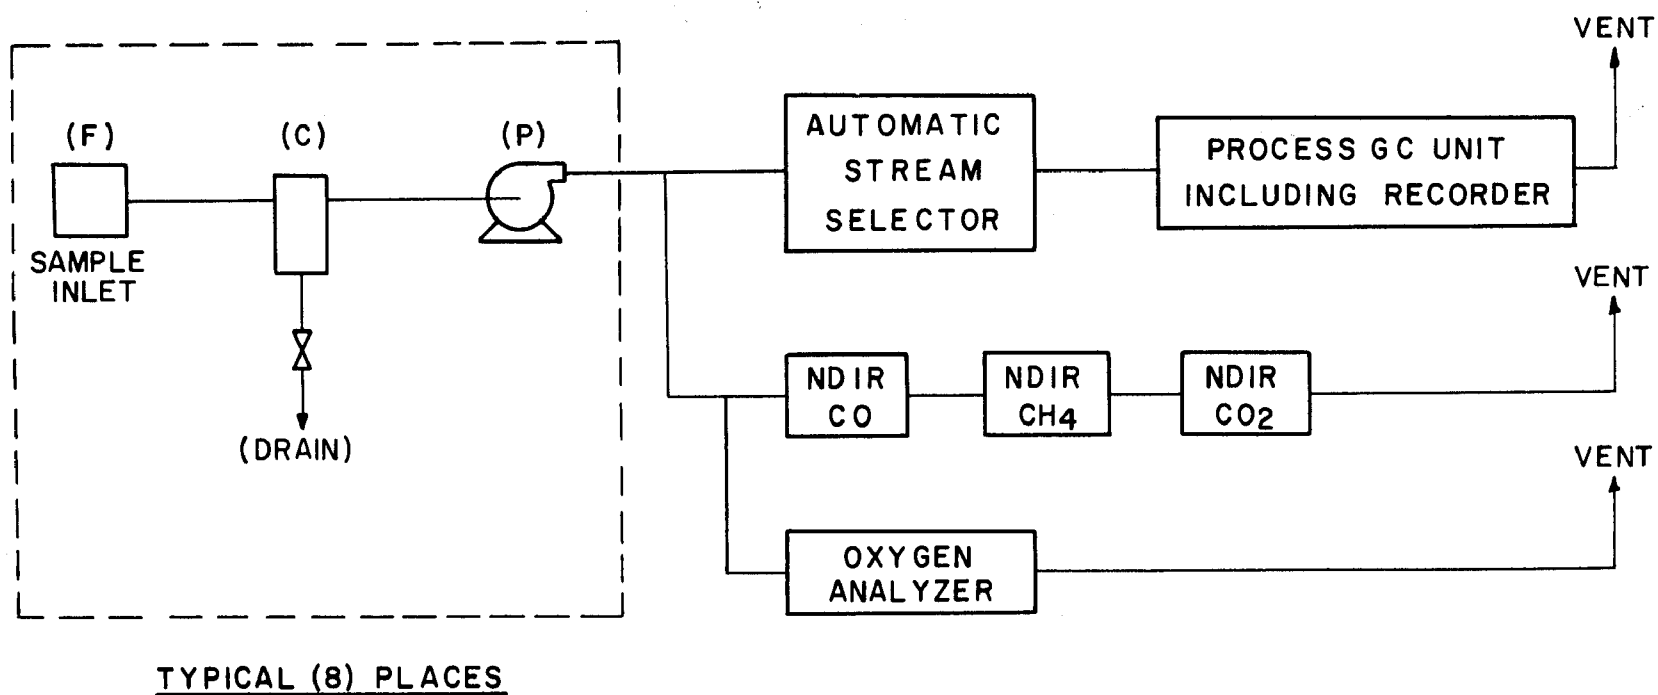 VENT
(F)
(C)
(P)
SAMPLE
INLET
(DRAIN)
TYPICAL (8) PLACES
AUTOMATIC
STREAM
SELECTOR
PROCESS GC UNIT
INCLUDING RECORDER
VENT
NDIR
CO
NDIR
CH4
NDIR
CO2
VENT
OXYGEN
ANALYZER